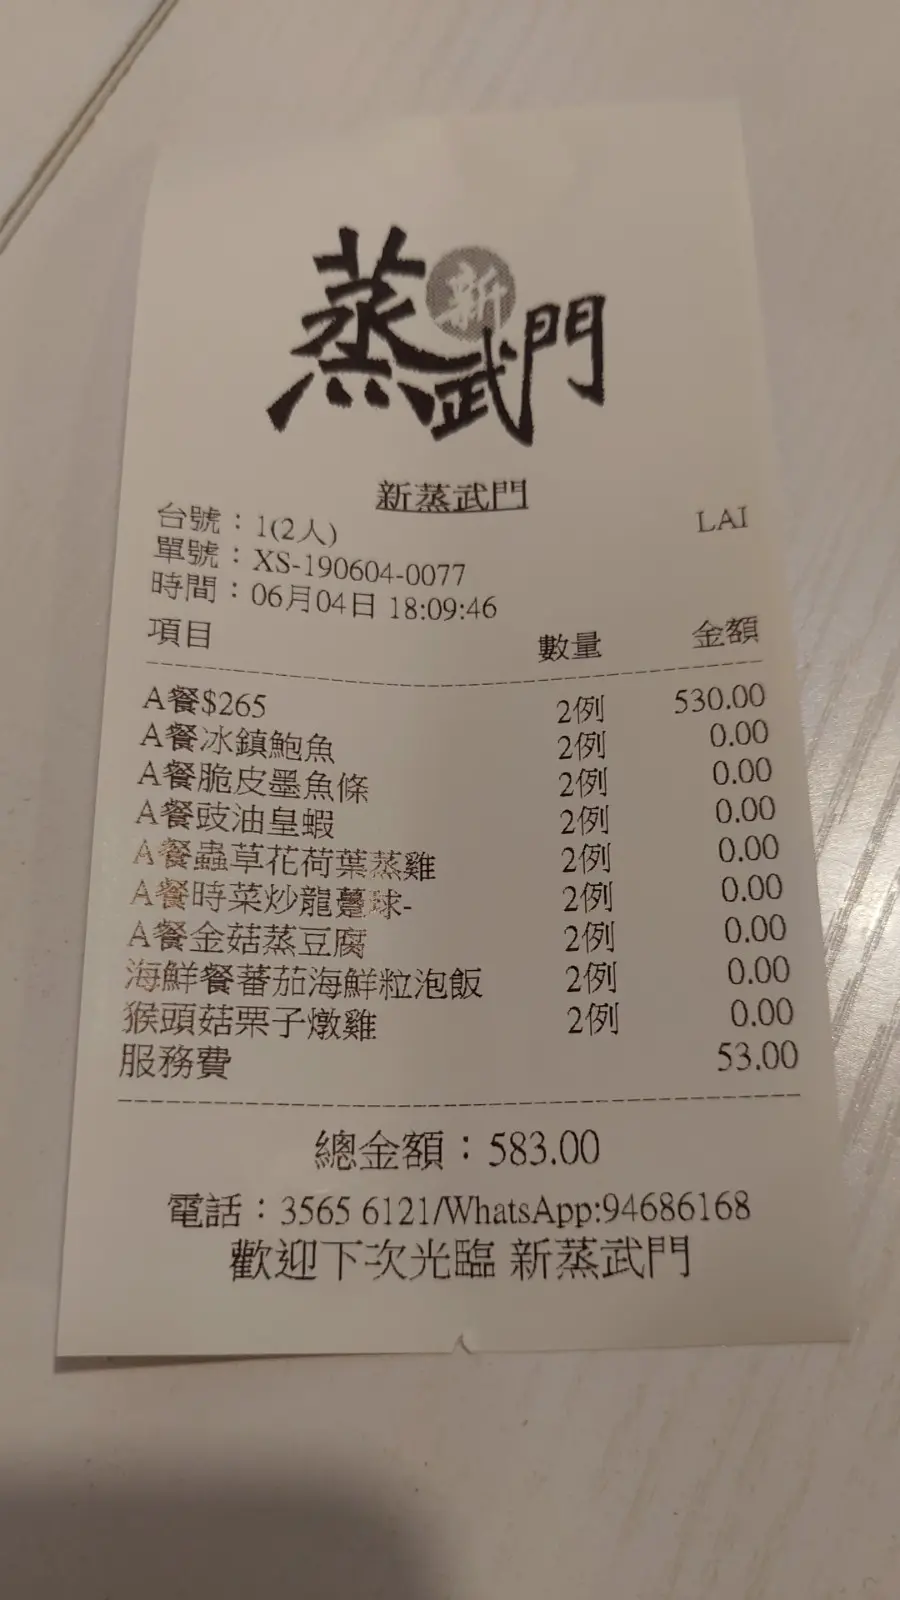 蒸新武門
新蒸武門
台號：1(2人) LAI
單號：XS-190604-0077
時間：06月04日 18:09:46
項目 數量 金額
A餐$265 2例 530.00
A餐冰鎮鮑魚 2例 0.00
A餐脆皮墨魚條 2例 0.00
A餐豉油皇蝦 2例 0.00
A餐蟲草花荷葉蒸雞 2例 0.00
A餐時菜炒龍躉球- 2例 0.00
A餐金菇蒸豆腐 2例 0.00
海鮮餐蕃茄海鮮粒泡飯 2例 0.00
猴頭菇栗子燉雞 2例 0.00
服務費 53.00
總金額：583.00
電話：3565 6121/WhatsApp:94686168
歡迎下次光臨 新蒸武門